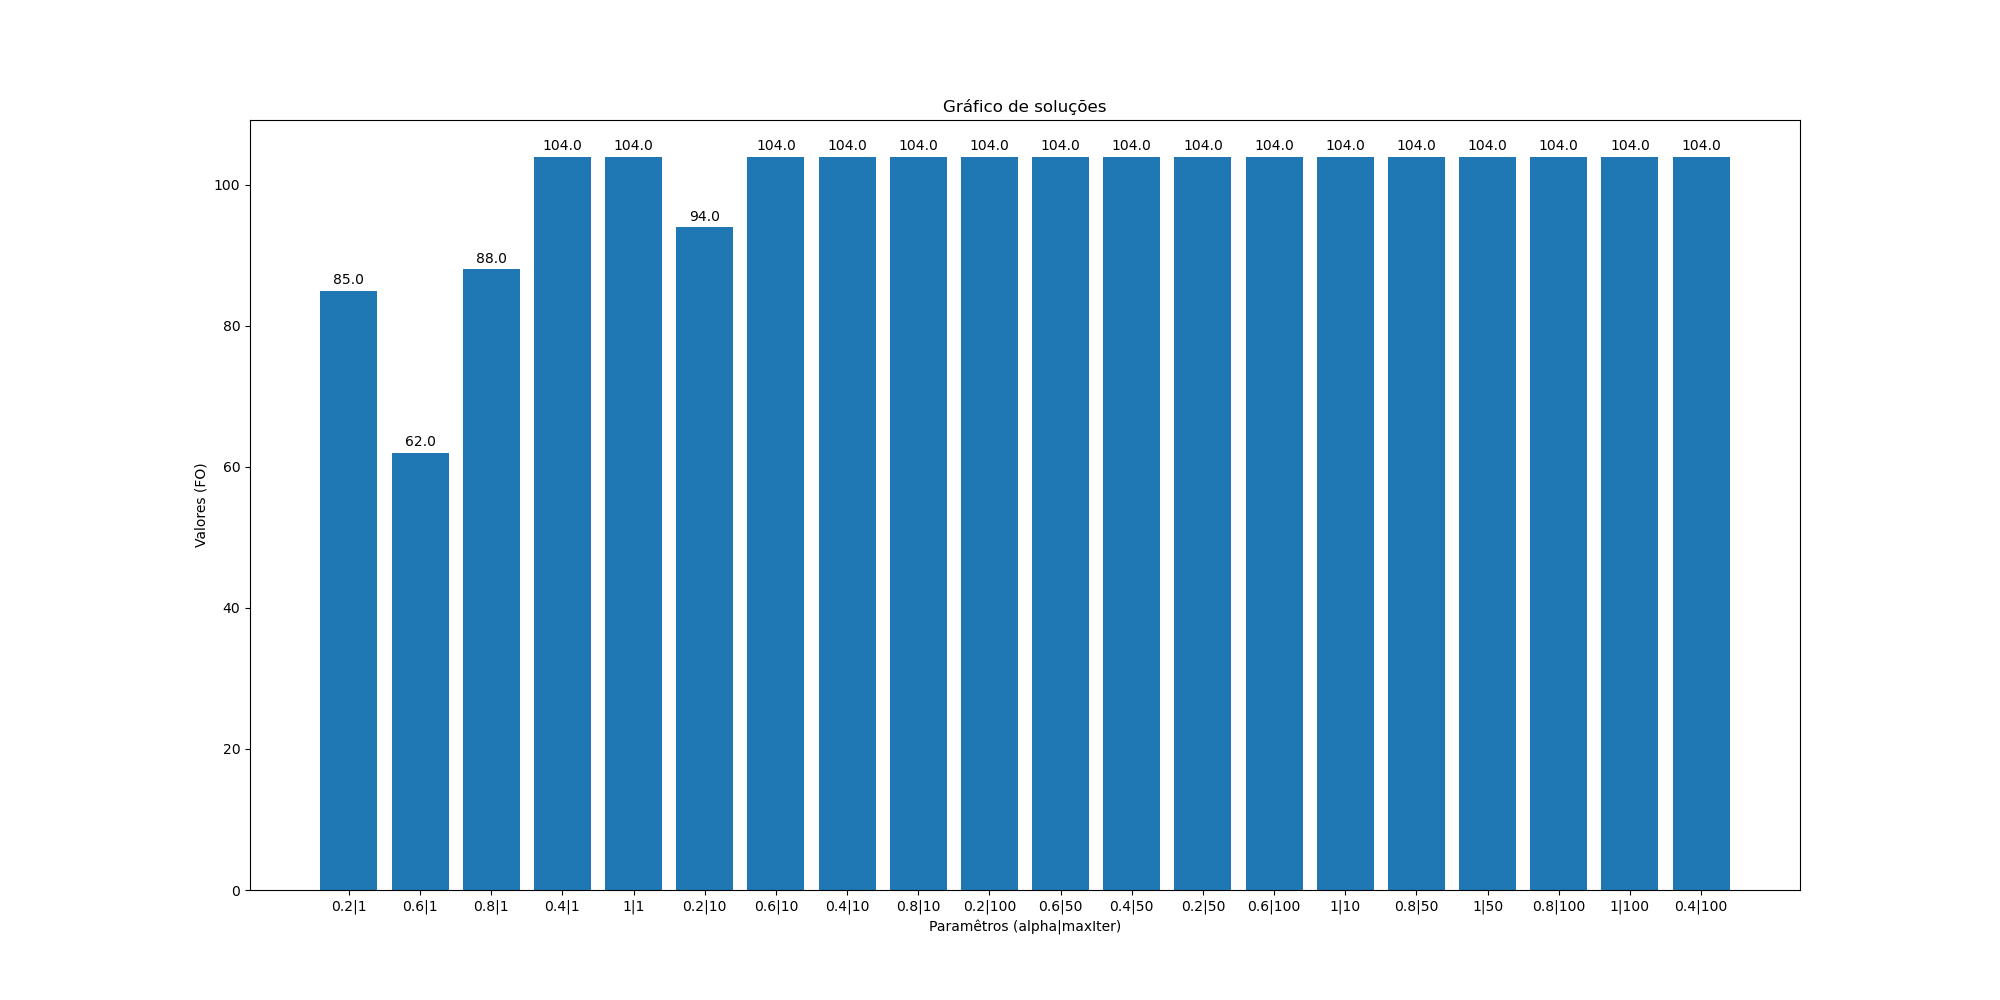 Gráfico de soluções
104.0 104.0 104.0 104.0 104.0 104.0 104.0 104.0 104.0 104.0 104.0 104.0 104.0 104.0 104.0 104.0
100
94.0
88.0
85.0
80
62.0
60
Valores (FO)
40
20
0
0.2|1 0.6|1 0.8|1 0.4|1 1|1 0.2|10 0.6|10 0.4|10 0.8|10 0.2|100 0.6|50 0.4|50 0.2|50 0.6|100 1|10 0.8|50 1|50 0.8|100 1|100 0.4|100
Paramêtros (alpha|maxIter)